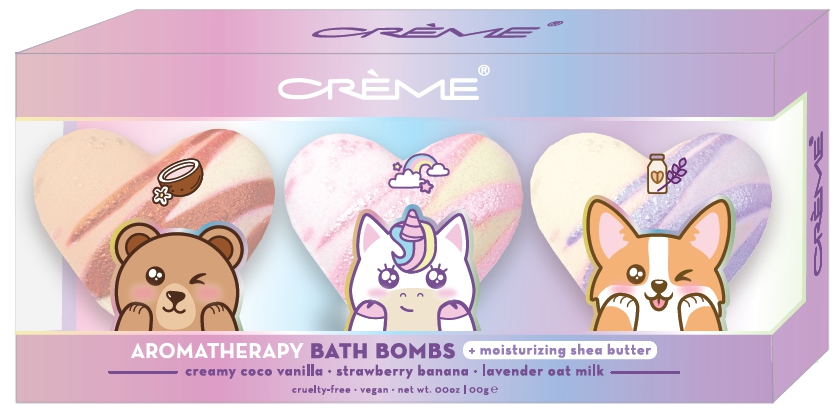 CRÈME®
CRÈME®
CRÈME®
AROMATHERAPY BATH BOMBS + moisturizing shea butter
creamy coco vanilla · strawberry banana · lavender oat milk
cruelty-free · vegan · net wt. 00oz | 00g ℮